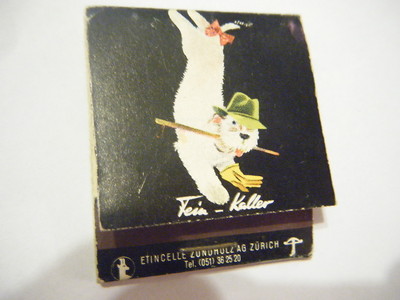 Fein - Kaller
ETINCELLE ZÜNDHOLZ AG ZÜRICH
Tel. (051) 36 25 20